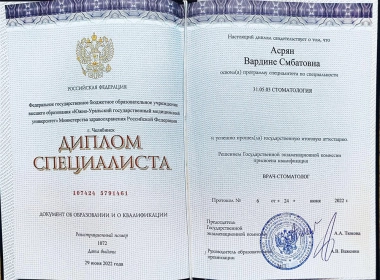 РОССИЙСКАЯ ФЕДЕРАЦИЯ
Федеральное государственное бюджетное образовательное учреждение
высшего образования «Южно-Уральский государственный медицинский
университет» Министерства здравоохранения Российской Федерации
г. Челябинск
ДИПЛОМ
СПЕЦИАЛИСТА
107424 5791461
ДОКУМЕНТ ОБ ОБРАЗОВАНИИ И О КВАЛИФИКАЦИИ
Регистрационный номер
1872
Дата выдачи
29 июня 2022 года
Настоящий диплом свидетельствует о том, что
Асрян
Вардине Смбатовна
освоил(а) программу специалитета по специальности
31.05.03 СТОМАТОЛОГИЯ
и успешно прошел(ла) государственную итоговую аттестацию.
Решением Государственной экзаменационной комиссии
присвоена квалификация
ВРАЧ-СТОМАТОЛОГ
Протокол № 6 от « 24 » июня 2022 г.
Председатель
Государственной
экзаменационной комиссии
Руководитель образовательной
организации